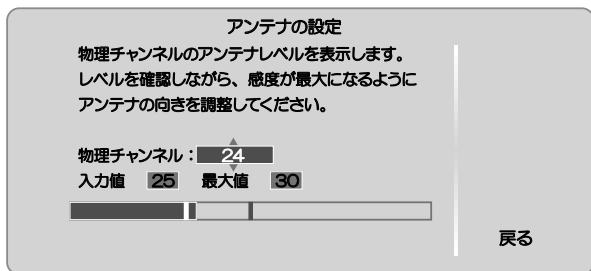 アンテナの設定
物理チャンネルのアンテナレベルを表示します。
レベルを確認しながら、感度が最大になるように
アンテナの向きを調整してください。
物理チャンネル： 24
入力値 25 最大値 30
戻る